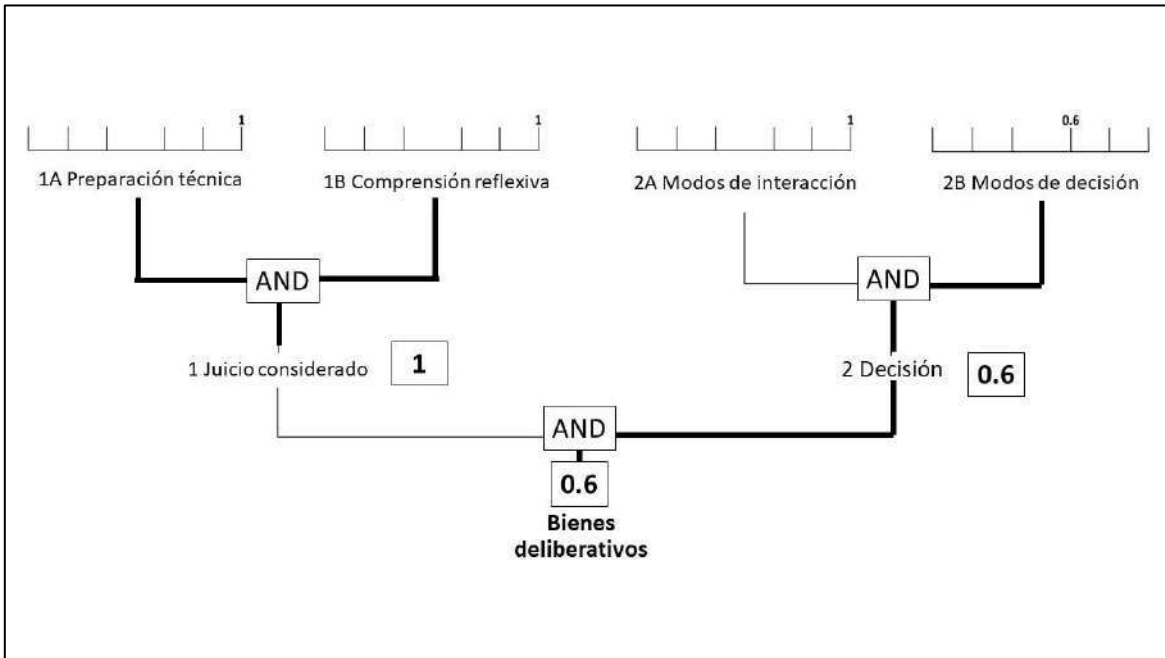 1 1 1 0.6
1A Preparación técnica 1B Comprensión reflexiva 2A Modos de interacción 2B Modos de decisión
AND AND
1 Juicio considerado 1 2 Decisión 0.6
AND
0.6
Bienes
deliberativos